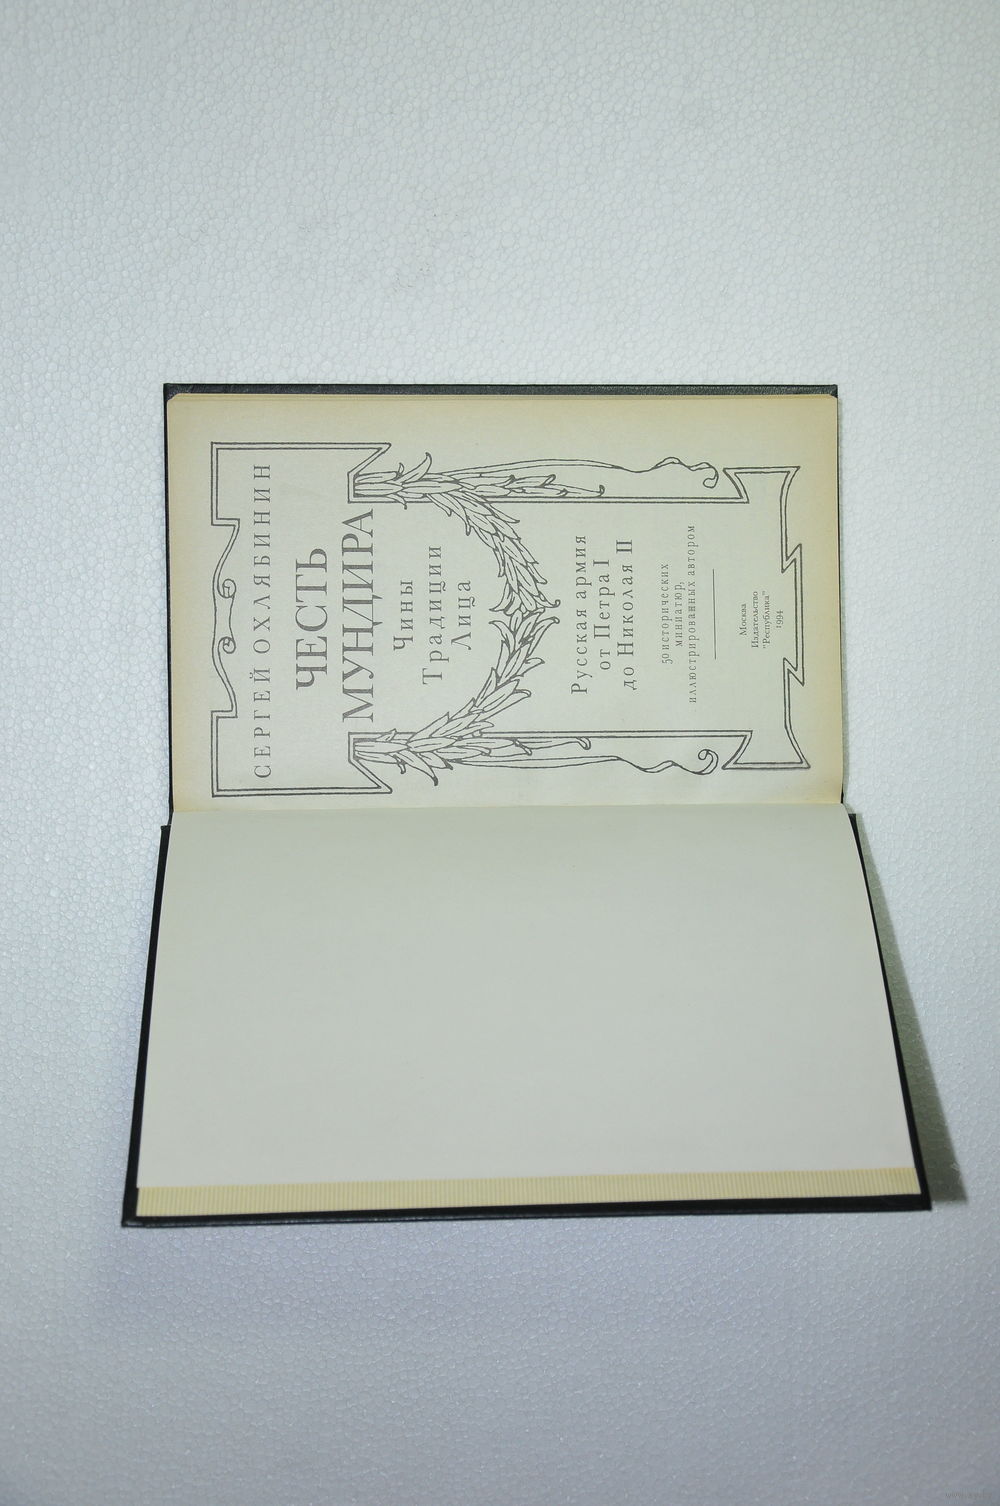 СЕРГЕЙ ОХЛЯБИНИН
ЧЕСТЬ
МУНДИРА
Чины
Традиции
Лица
Русская армия
от Петра I
до Николая II
50 исторических
миниатюр,
иллюстрированных автором
Москва
Издательство
"Республика"
1994